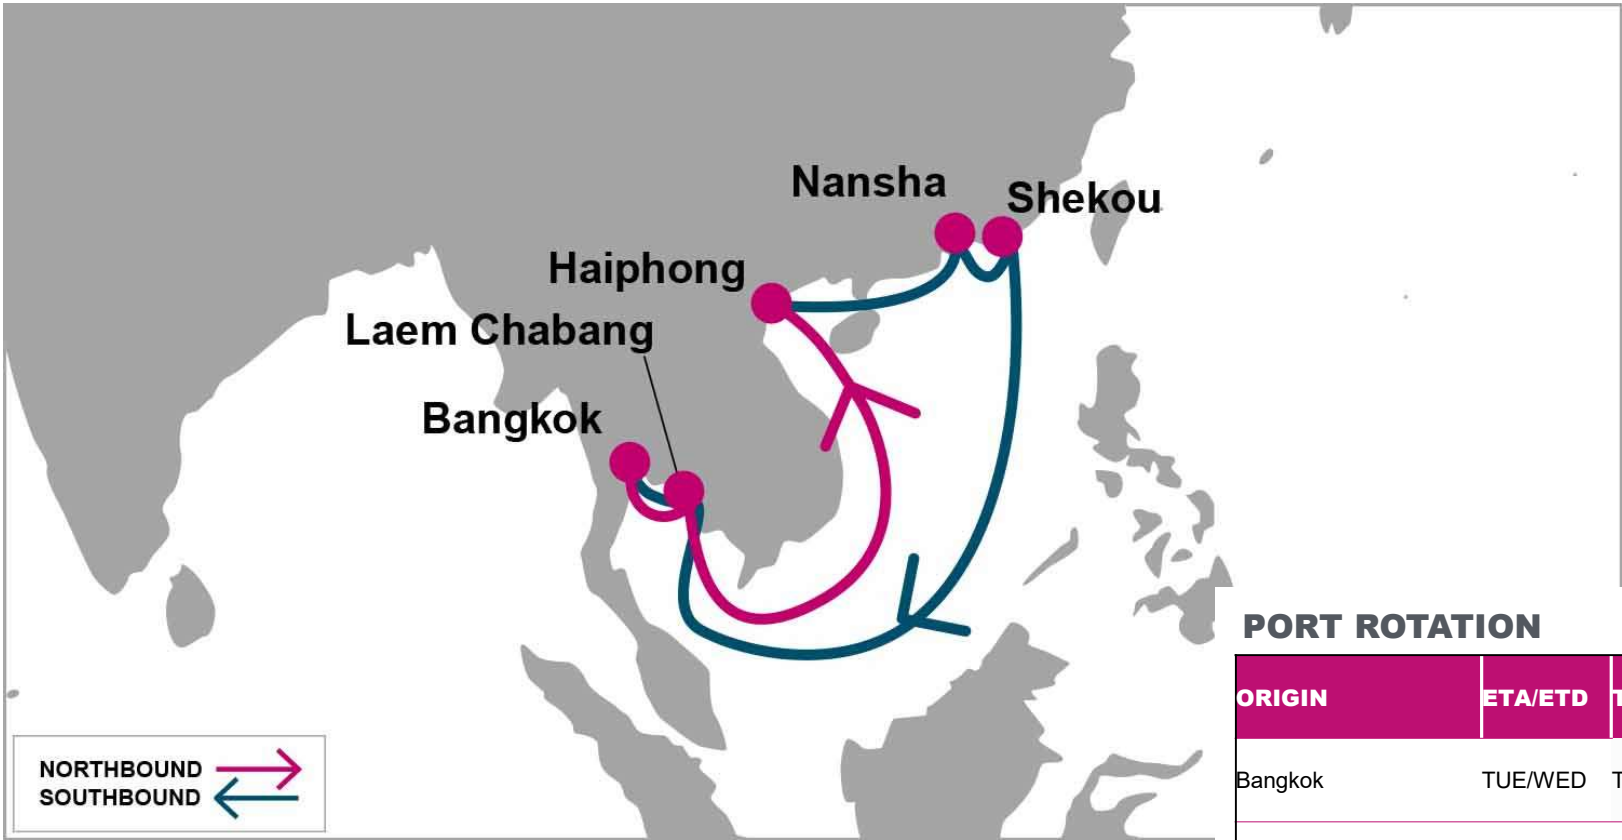 Nansha
Shekou
Haiphong
Laem Chabang
Bangkok
NORTHBOUND
SOUTHBOUND
PORT ROTATION
ORIGIN ETA/ETD T
Bangkok TUE/WED T